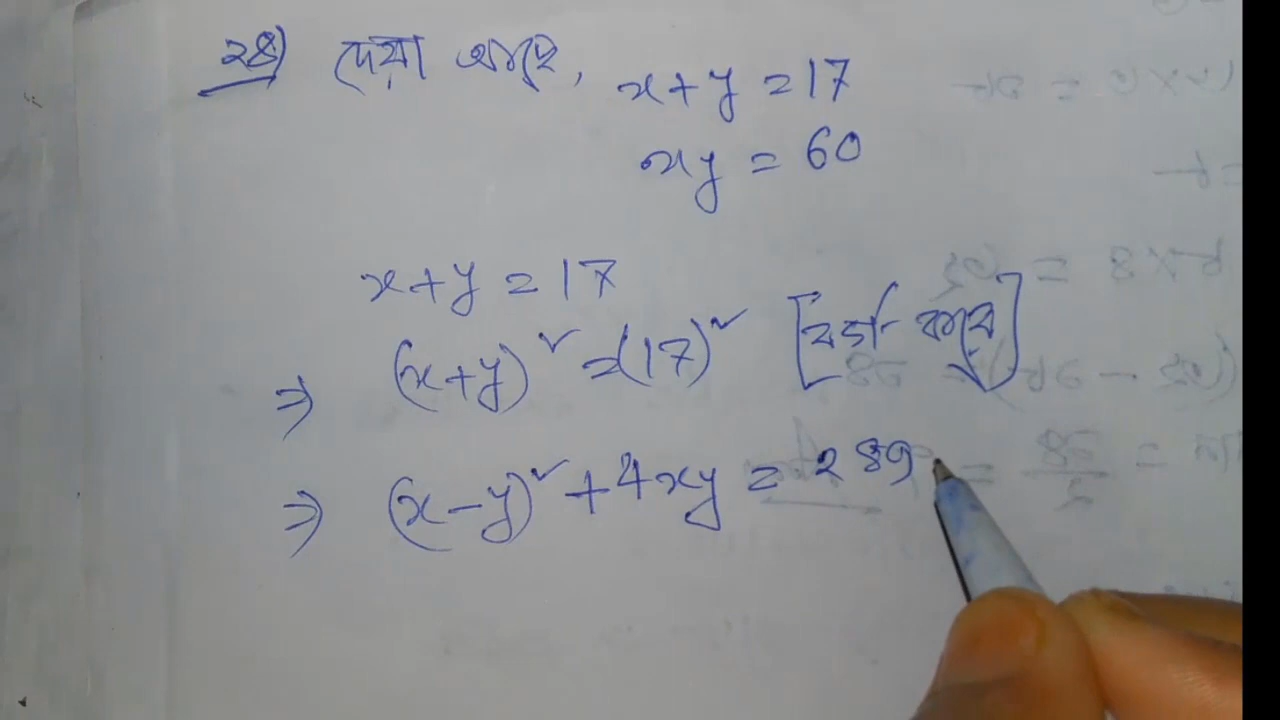 ২৪) দেয়া আছে, x+y=17
xy = 60
x+y = 17
⇒ (x+y)² = (17)² [বর্গ করে]
⇒ (x-y)² + 4xy = 289